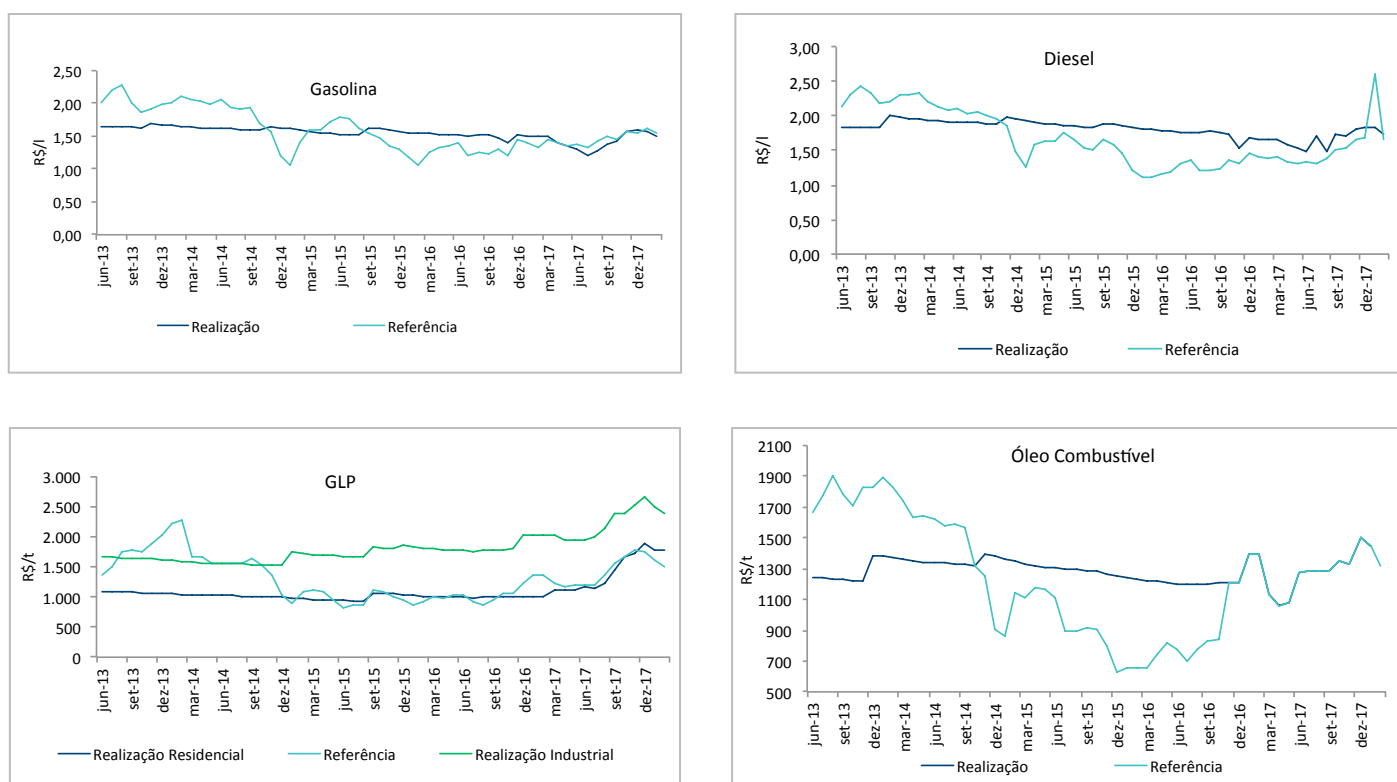 Gasolina
R$/l
2,50
2,00
1,50
1,00
0,50
0,00
jun-13 set-13 dez-13 mar-14 jun-14 set-14 dez-14 mar-15 jun-15 set-15 dez-15 mar-16 jun-16 set-16 dez-16 mar-17 jun-17 set-17 dez-17
Realização Referência
Diesel
R$/l
3,00
2,50
2,00
1,50
1,00
0,50
0,00
jun-13 set-13 dez-13 mar-14 jun-14 set-14 dez-14 mar-15 jun-15 set-15 dez-15 mar-16 jun-16 set-16 dez-16 mar-17 jun-17 set-17 dez-17
Realização Referência
GLP
R$/t
3.000
2.500
2.000
1.500
1.000
500
0
jun-13 set-13 dez-13 mar-14 jun-14 set-14 dez-14 mar-15 jun-15 set-15 dez-15 mar-16 jun-16 set-16 dez-16 mar-17 jun-17 set-17 dez-17
Realização Residencial Referência Realização Industrial
Óleo Combustível
R$/t
2100
1900
1700
1500
1300
1100
900
700
500
jun-13 set-13 dez-13 mar-14 jun-14 set-14 dez-14 mar-15 jun-15 set-15 dez-15 mar-16 jun-16 set-16 dez-16 mar-17 jun-17 set-17 dez-17
Realização Referência